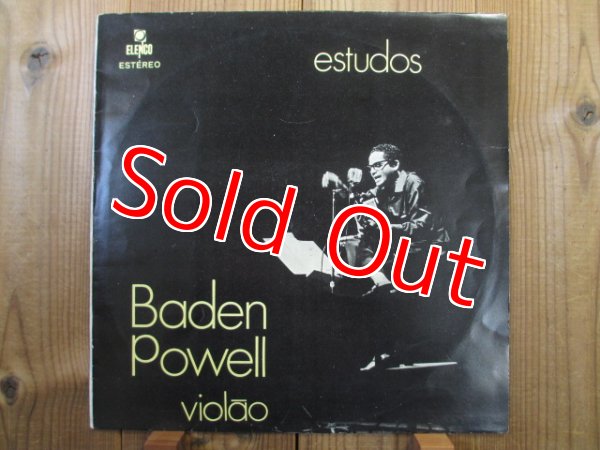 ELENCO
ESTÉREO
estudos
Sold Out
Baden
Powell
violão